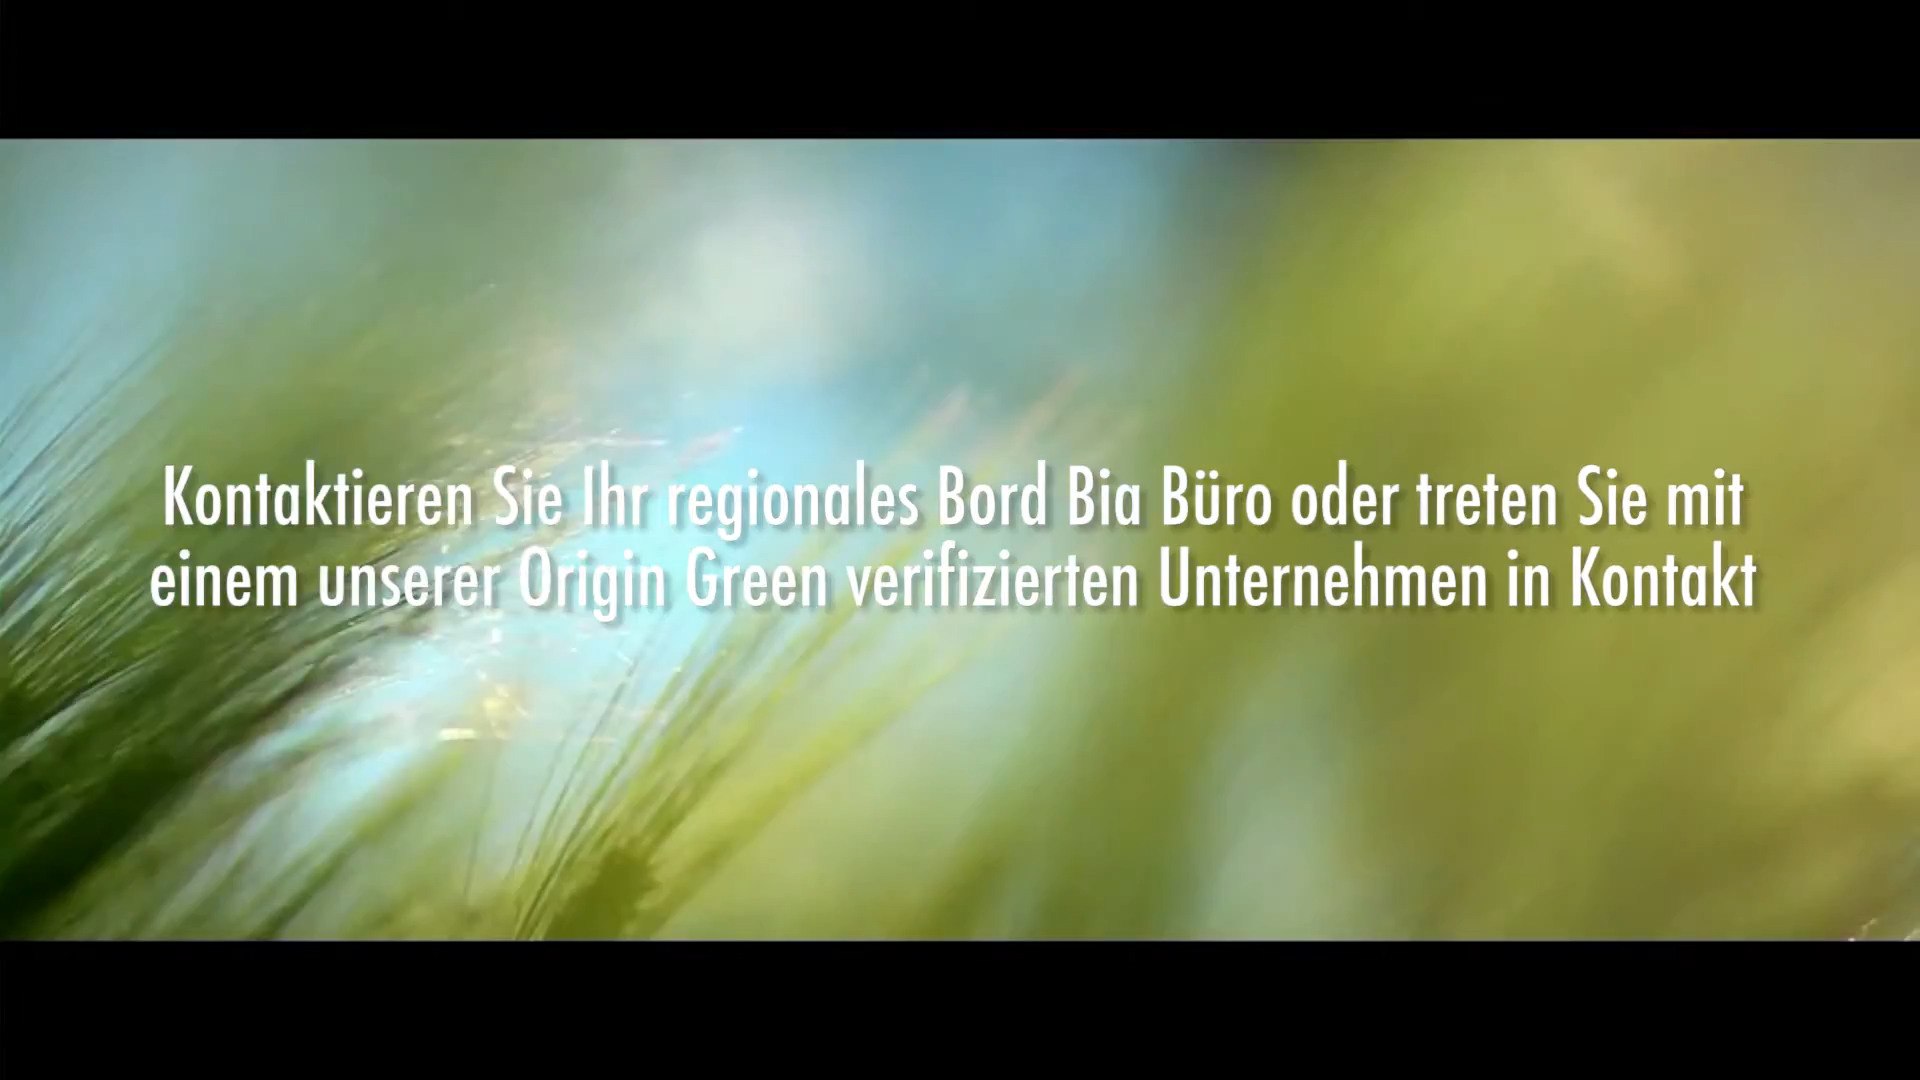 Kontaktieren Sie Ihr regionales Bord Bia Büro oder treten Sie mit
einem unserer Origin Green verifizierten Unternehmen in Kontakt